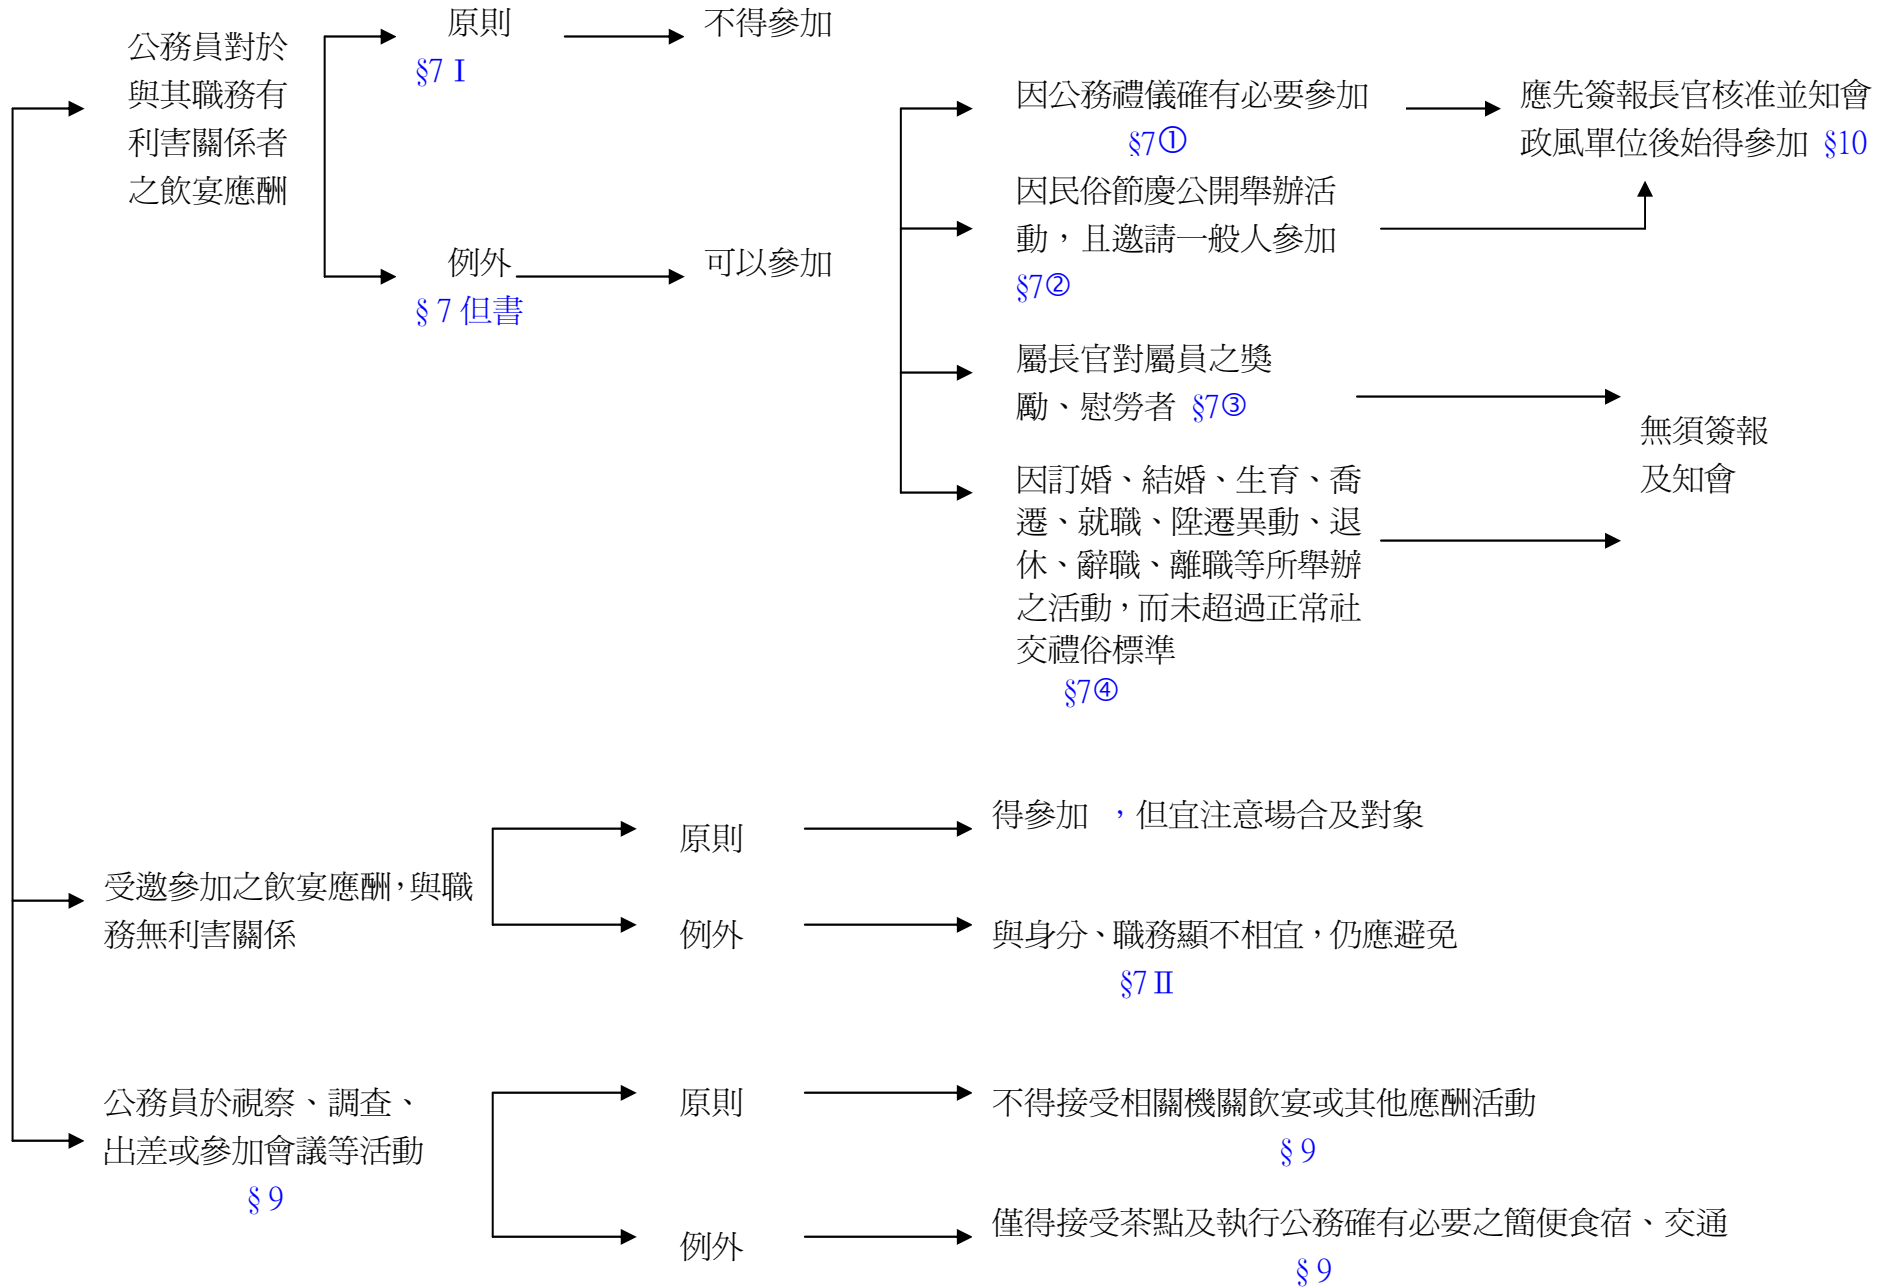 公務員對於
與其職務有
利害關係者
之飲宴應酬
原則
§7 I
不得參加
例外
§ 7 但書
可以參加
因公務禮儀確有必要參加
§7①
應先簽報長官核准並知會
政風單位後始得參加 §10
因民俗節慶公開舉辦活
動，且邀請一般人參加
§7②
屬長官對屬員之獎
勵、慰勞者 §7③
因訂婚、結婚、生育、喬
遷、就職、陞遷異動、退
休、辭職、離職等所舉辦
之活動，而未超過正常社
交禮俗標準
§7④
無須簽報
及知會
受邀參加之飲宴應酬，與職
務無利害關係
原則
得參加 ，但宜注意場合及對象
例外
與身分、職務顯不相宜，仍應避免
§7 II
公務員於視察、調查、
出差或參加會議等活動
§ 9
原則
不得接受相關機關飲宴或其他應酬活動
§ 9
例外
僅得接受茶點及執行公務確有必要之簡便食宿、交通
§ 9